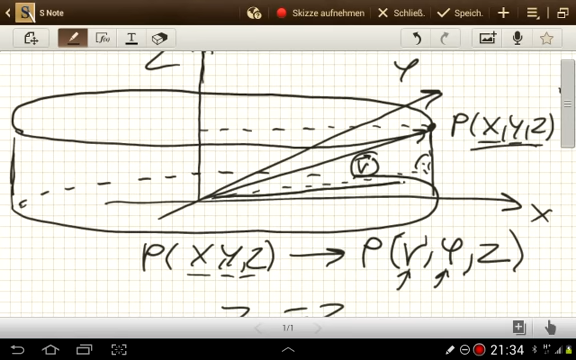 S Note
Skizze aufnehmen
Schließ.
Speich.
T
f(x)
Z
φ
P(X,Y,Z)
r
X
P(X,Y,Z) → P(r,φ,Z)
1/1
21:34